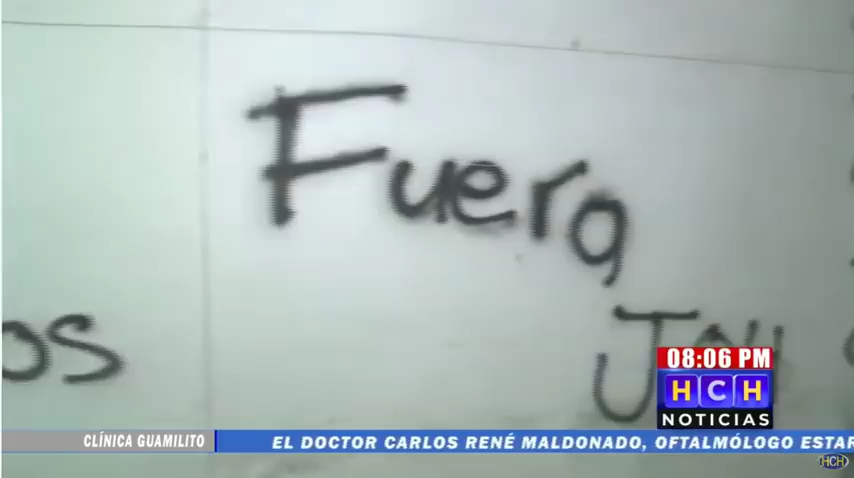 Fuera
os
08:06 PM
HCH
NOTICIAS
CLÍNICA GUAMILITO
EL DOCTOR CARLOS RENÉ MALDONADO, OFTALMÓLOGO ESTAR
HCH